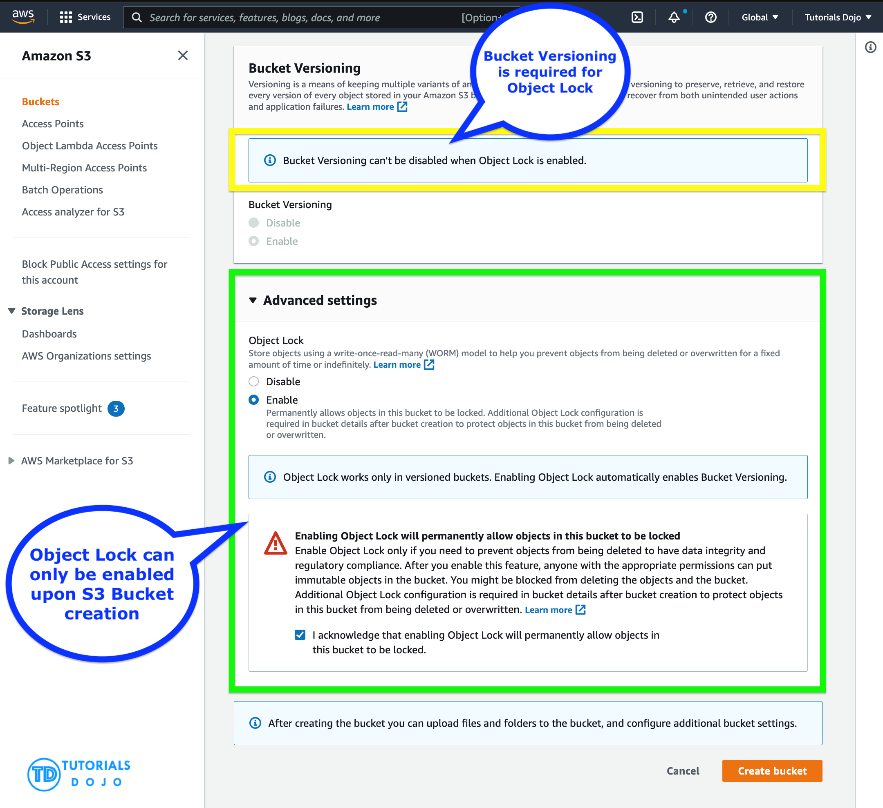 aws
Services
Search for services, features, blogs, docs, and more
[Option+
Global
Tutorials Dojo
Amazon S3
Buckets
Access Points
Object Lambda Access Points
Multi-Region Access Points
Batch Operations
Access analyzer for S3
Block Public Access settings for
this account
Storage Lens
Dashboards
AWS Organizations settings
Feature spotlight 3
AWS Marketplace for S3
Bucket Versioning
is required for
Object Lock
Bucket Versioning
Versioning is a means of keeping multiple variants of an versioning to preserve, retrieve, and restore
every version of every object stored in your Amazon S3 recover from both unintended user actions
and application failures. Learn more
Bucket Versioning can't be disabled when Object Lock is enabled.
Bucket Versioning
Disable
Enable
Advanced settings
Object Lock
Store objects using a write-once-read-many (WORM) model to help you prevent objects from being deleted or overwritten for a fixed
amount of time or indefinitely. Learn more
Disable
Enable
Permanently allows objects in this bucket to be locked. Additional Object Lock configuration is
required in bucket details after bucket creation to protect objects in this bucket from being deleted
or overwritten.
Object Lock works only in versioned buckets. Enabling Object Lock automatically enables Bucket Versioning.
Enabling Object Lock will permanently allow objects in this bucket to be locked
Enable Object Lock only if you need to prevent objects from being deleted to have data integrity and
regulatory compliance. After you enable this feature, anyone with the appropriate permissions can put
immutable objects in the bucket. You might be blocked from deleting the objects and the bucket.
Additional Object Lock configuration is required in bucket details after bucket creation to protect objects
in this bucket from being deleted or overwritten. Learn more
I acknowledge that enabling Object Lock will permanently allow objects in
this bucket to be locked.
Object Lock can
only be enabled
upon S3 Bucket
creation
After creating the bucket you can upload files and folders to the bucket, and configure additional bucket settings.
Cancel
Create bucket
TD TUTORIALS
DOJO